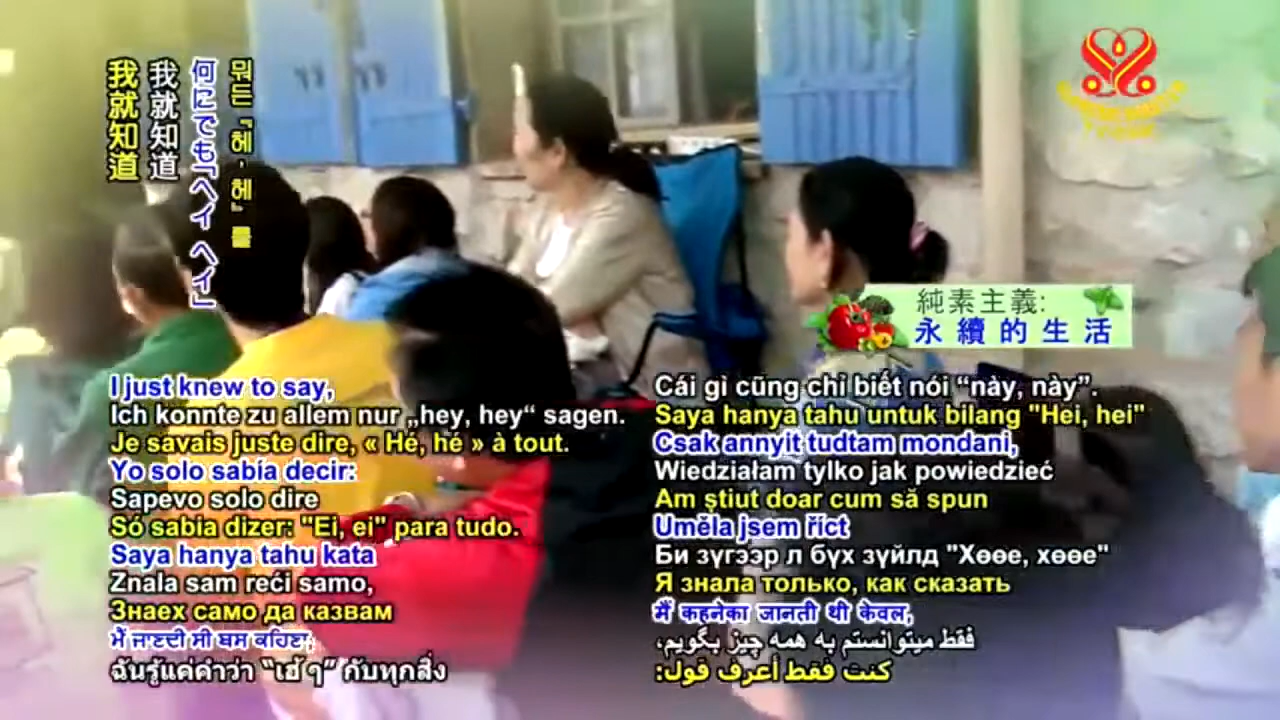 我就知道
我就知道
何にでも「ヘイ ヘイ」
뭐든 『헤, 헤』 를
純素主義:
永續的生活
I just knew to say,
Ich konnte zu allem nur „hey, hey“ sagen.
Je savais juste dire, « Hé, hé » à tout.
Yo solo sabía decir:
Sapevo solo dire
Só sabia dizer: "Ei, ei" para tudo.
Saya hanya tahu kata
Znala sam reći samo,
Знаех само да казвам
ਮੈਂ ਜਾਣਦੀ ਸੀ ਬਸ ਕਹਿਣਾ,
ฉันรู้แค่คำว่า “เฮ้ ๆ” กับทุกสิ่ง
Cái gì cũng chỉ biết nói “này, này”.
Saya hanya tahu untuk bilang "Hei, hei"
Csak annyit tudtam mondani,
Wiedziałam tylko jak powiedzieć
Am știut doar cum să spun
Uměla jsem říct
Би зүгээр л бүх зүйлд "Хөөе, хөөе"
Я знала только, как сказать
मैं कहनेका जानती थी केवल,
فقط میتوانستم به همه چیز بگویم،
كنت فقط أعرف قول: